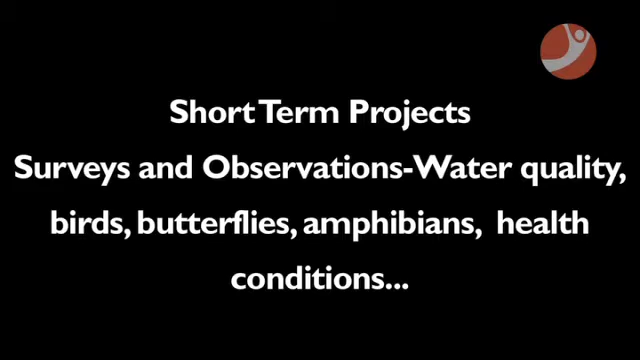 Short Term Projects
Surveys and Observations-Water quality,
birds, butterflies, amphibians, health
conditions...